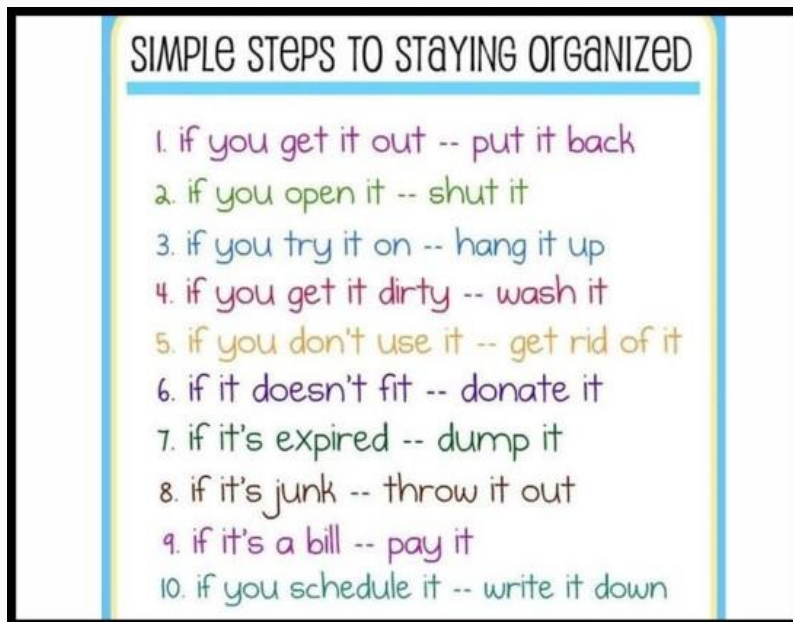 SIMPLe STePS TO STaYING OrGaNIZeD
1. if you get it out -- put it back
2. if you open it -- shut it
3. if you try it on -- hang it up
4. if you get it dirty -- wash it
5. if you don't use it -- get rid of it
6. if it doesn't fit -- donate it
7. if it's expired -- dump it
8. if it's junk -- throw it out
9. if it's a bill -- pay it
10. if you schedule it -- write it down